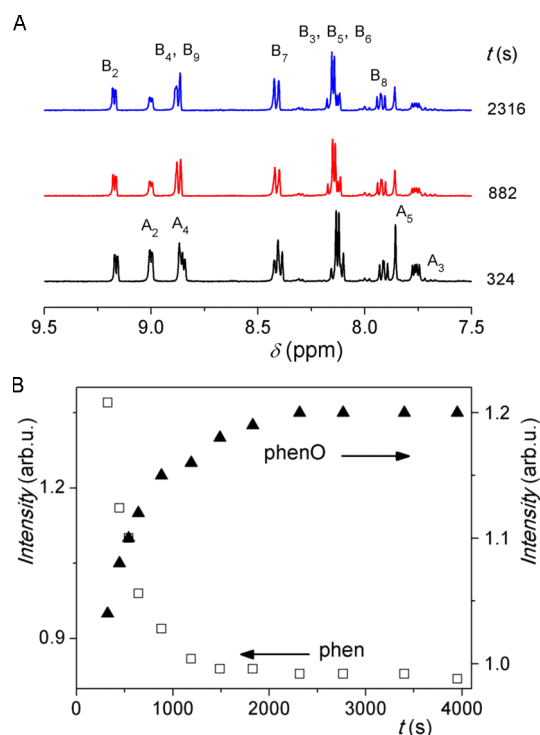 A
B₃, B₅, B₆
B₄, B₉
B₂
B₇
B₈
t (s)
2316
882
A₂
A₄
A₅
A₃
324
9.5 9.0 8.5 8.0 7.5
δ (ppm)
B
1.2
0.9
Intensity (arb.u.)
phenO
phen
1.2
1.1
1.0
Intensity (arb.u.)
0 1000 2000 3000 4000
t (s)